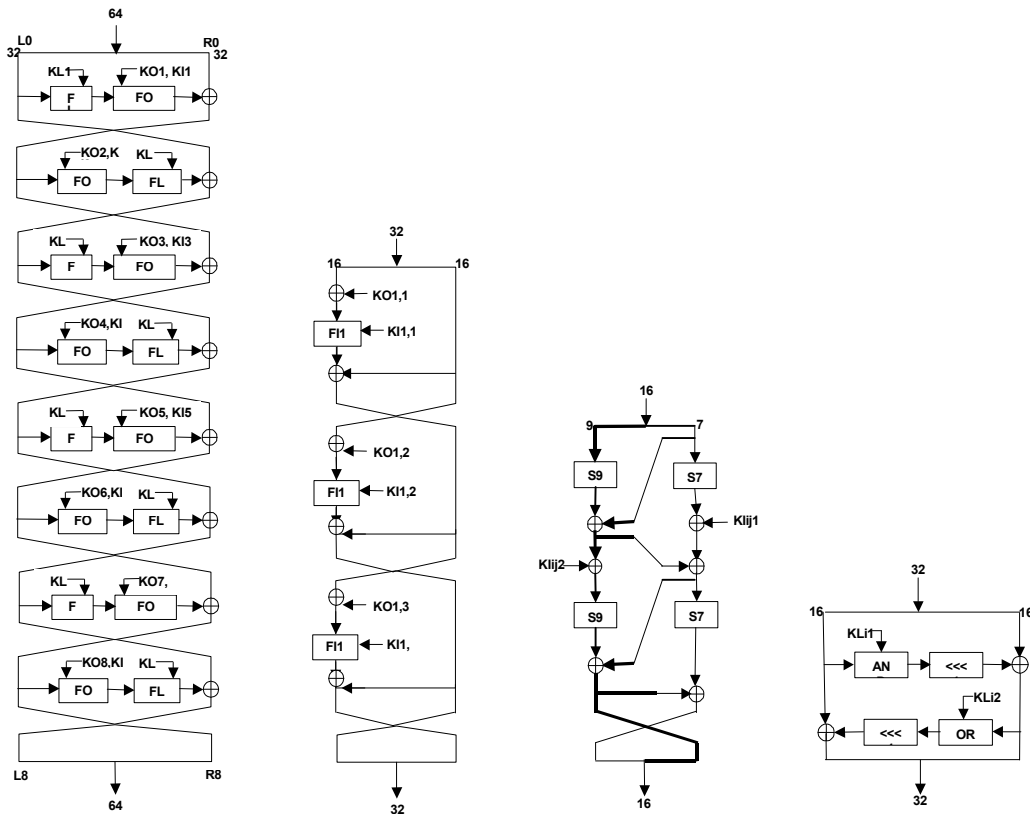 64
L0
R0
32
32
KL1
KO1, KI1
F
FO
KO2,K
KL
FO
FL
KL
KO3, KI3
F
FO
KO4,KI
KL
FO
FL
KL
KO5, KI5
F
FO
KO6,KI
KL
FO
FL
KL
KO7,
F
FO
KO8,KI
KL
FO
FL
L8
R8
64
32
16
16
KO1,1
FI1
KI1,1
KO1,2
FI1
KI1,2
KO1,3
FI1
KI1,
32
16
9
7
S9
S7
KIij1
KIij2
S9
S7
16
32
16
16
KLi1
AN
<<<
KLi2
<<<
OR
32